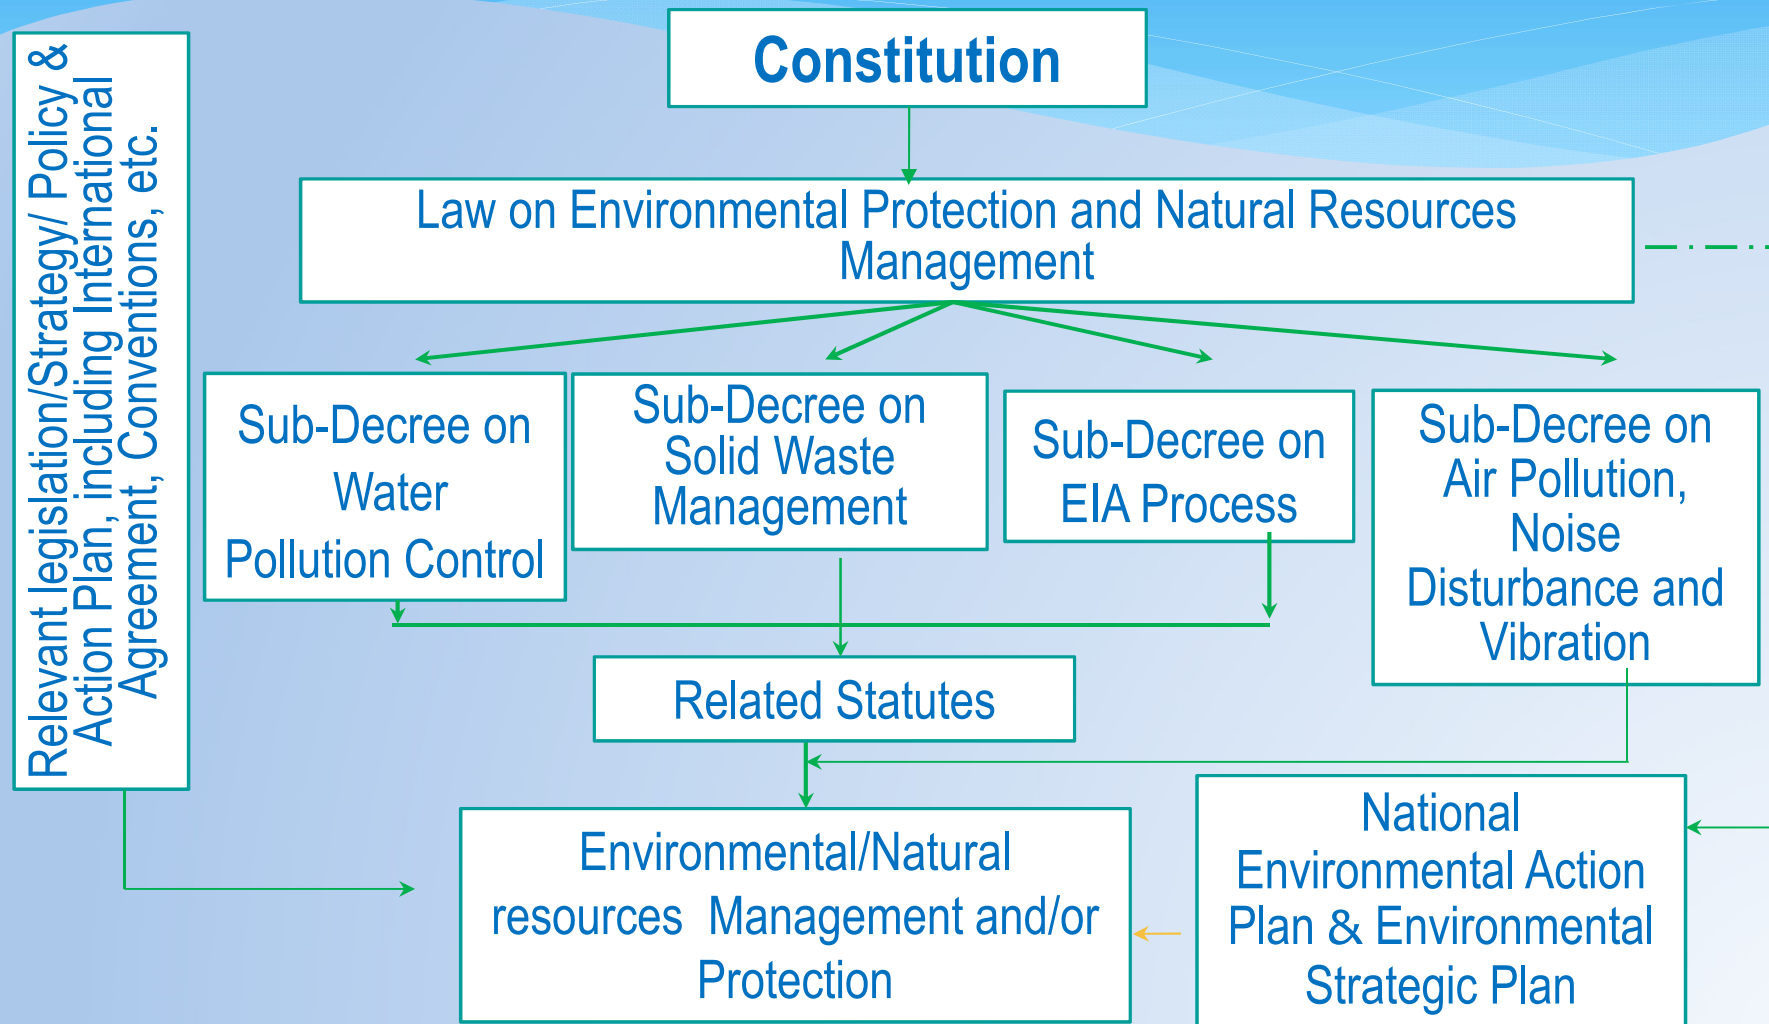 Constitution
Relevant legislation/Strategy/ Policy &
Action Plan, including International
Agreement, Conventions, etc.
Law on Environmental Protection and Natural Resources
Management
Sub-Decree on
Water
Pollution Control
Sub-Decree on
Solid Waste
Management
Sub-Decree on
EIA Process
Sub-Decree on
Air Pollution,
Noise
Disturbance and
Vibration
Related Statutes
Environmental/Natural
resources  Management and/or
Protection
National
Environmental Action
Plan & Environmental
Strategic Plan